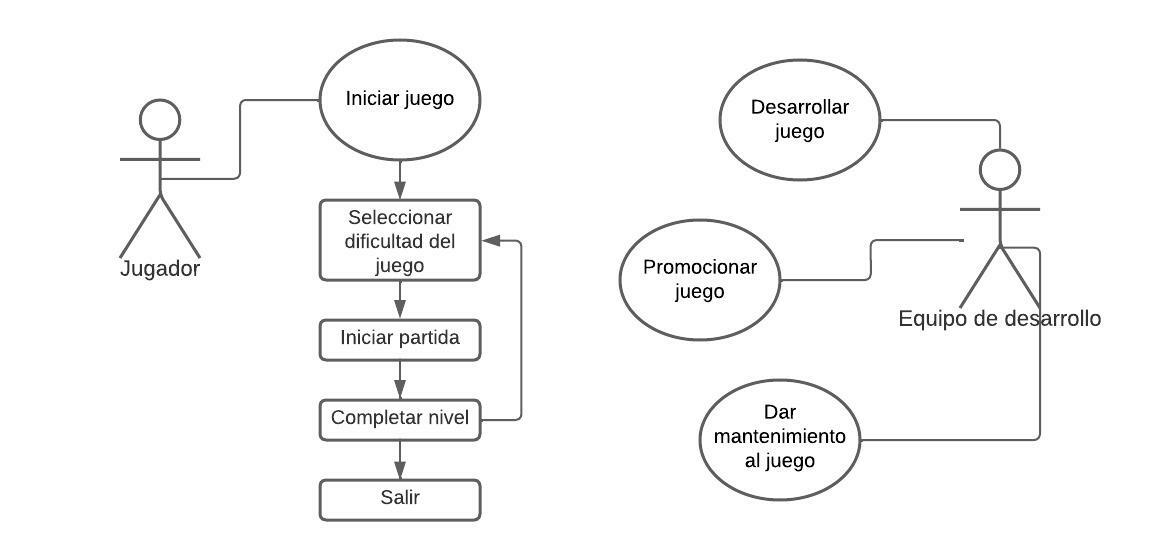 Jugador
Iniciar juego
Seleccionar
dificultad del
juego
Iniciar partida
Completar nivel
Salir
Desarrollar
juego
Promocionar
juego
Dar
mantenimiento
al juego
Equipo de desarrollo